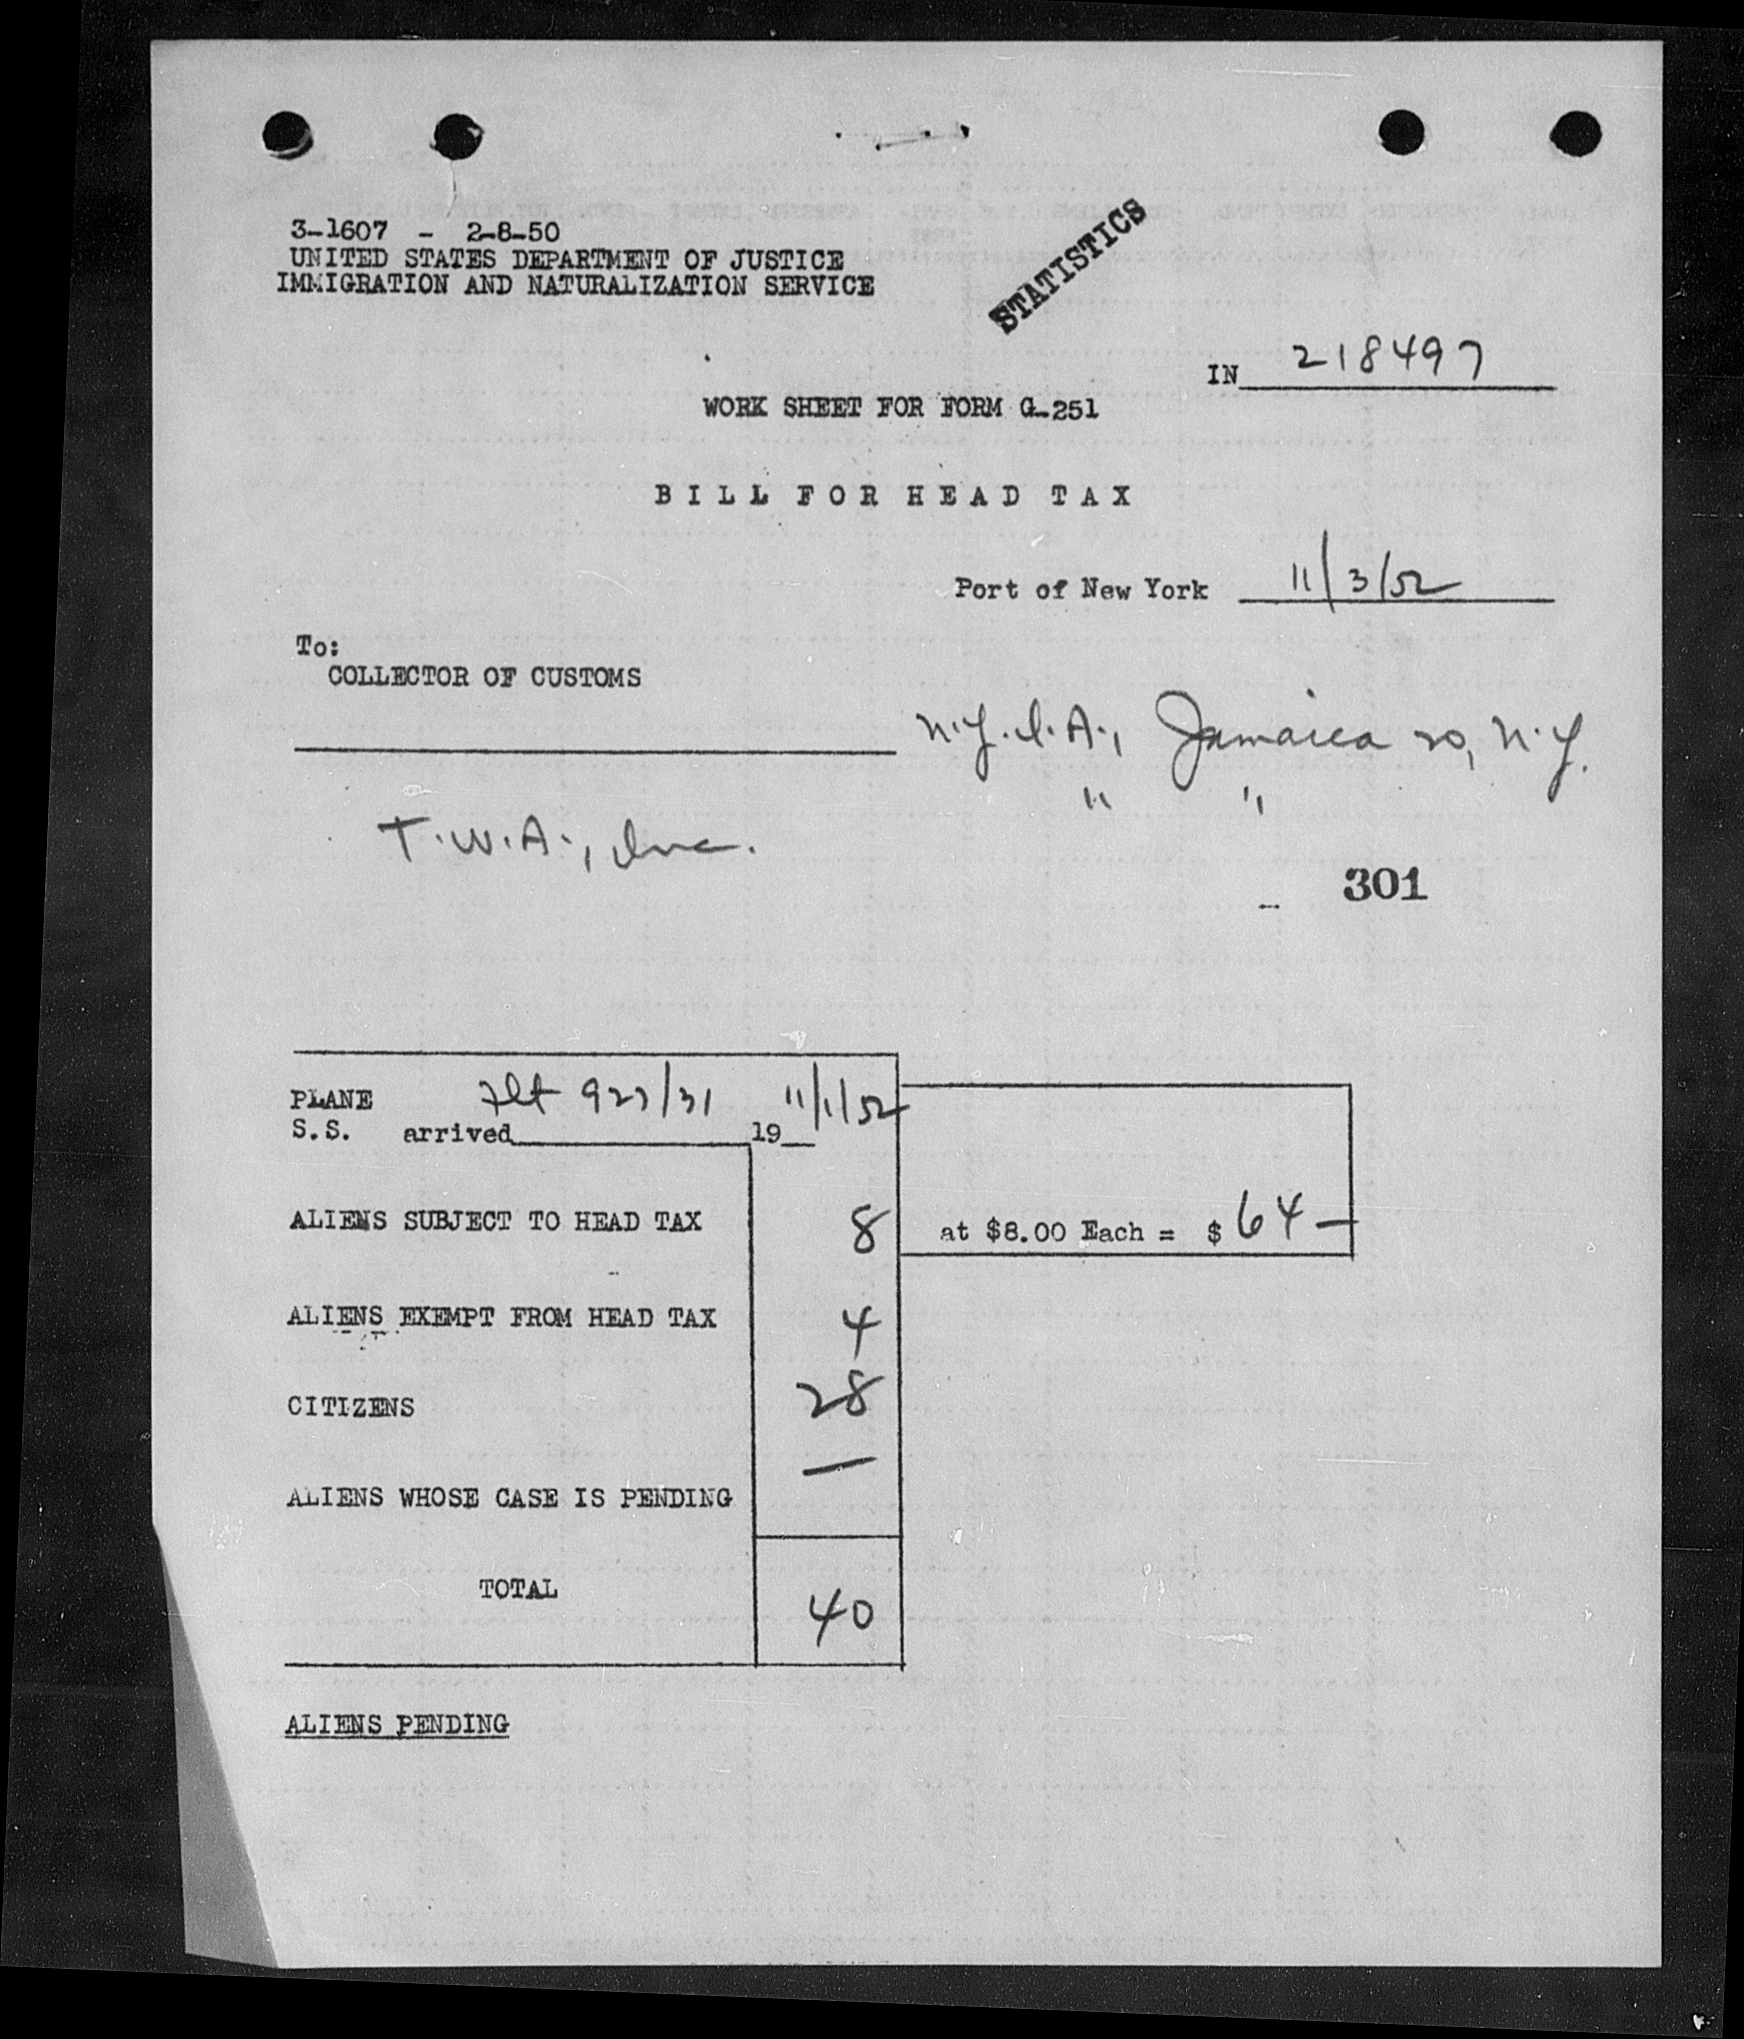 3-1607 - 2-8-50
UNITED STATES DEPARTMENT OF JUSTICE
IMMIGRATION AND NATURALIZATION SERVICE
STATISTICS
IN 218497
WORK SHEET FOR FORM G-251
BILL FOR HEAD TAX
Port of New York 11/3/52
To:
COLLECTOR OF CUSTOMS
N.Y.I.A., Jamaica 20, N.Y.
" "
T.W.A., Inc.
301
PLANE Flt 927/31 11/1/52
S.S. arrived 19
ALIENS SUBJECT TO HEAD TAX 8 at $8.00 Each = $ 64 —
ALIENS EXEMPT FROM HEAD TAX 4
CITIZENS 28
ALIENS WHOSE CASE IS PENDING —
TOTAL 40
ALIENS PENDING